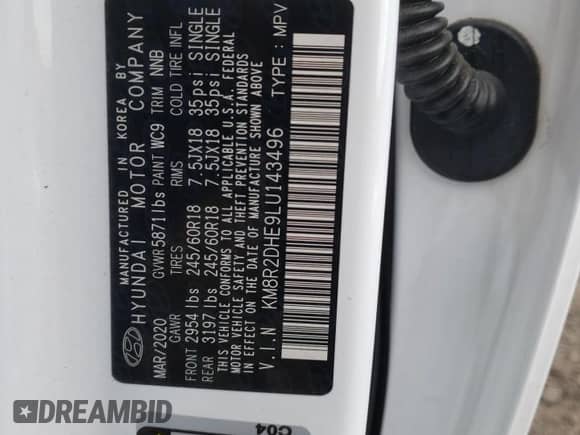 MANUFACTURED IN KOREA BY
HYUNDAI MOTOR COMPANY
MAR/2020 GVWR 5871 lbs PAINT WC9 TRIM NNB
GAWR TIRES RIMS COLD TIRE INFL
FRONT 2954 lbs 245/60R18 7.5JX18 35psi SINGLE
REAR 3197 lbs 245/60R18 7.5JX18 35psi SINGLE
THIS VEHICLE CONFORMS TO ALL APPLICABLE U.S.A. FEDERAL
MOTOR VEHICLE SAFETY AND THEFT PREVENTION STANDARDS
IN EFFECT ON THE DATE OF MANUFACTURE SHOWN ABOVE
V.I.N KM8R2DHE9LU143496 TYPE : MPV
G04
DREAMBID